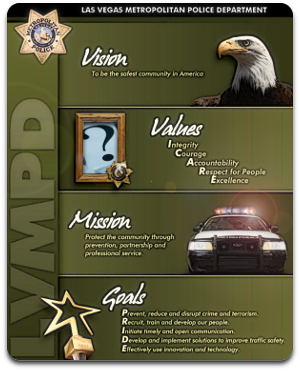 LAS VEGAS METROPOLITAN POLICE DEPARTMENT
METROPOLITAN
POLICE
Vision
To be the safest community in America
Values
Integrity
Courage
Accountability
Respect for People
Excellence
?
Mission
Protect the community through
prevention, partnership and
professional service.
Goals
Prevent, reduce and disrupt crime and terrorism.
Recruit, train and develop our people.
Initiate timely and open communication.
Develop and implement solutions to improve traffic safety.
Effectively use innovation and technology.
LVMPD